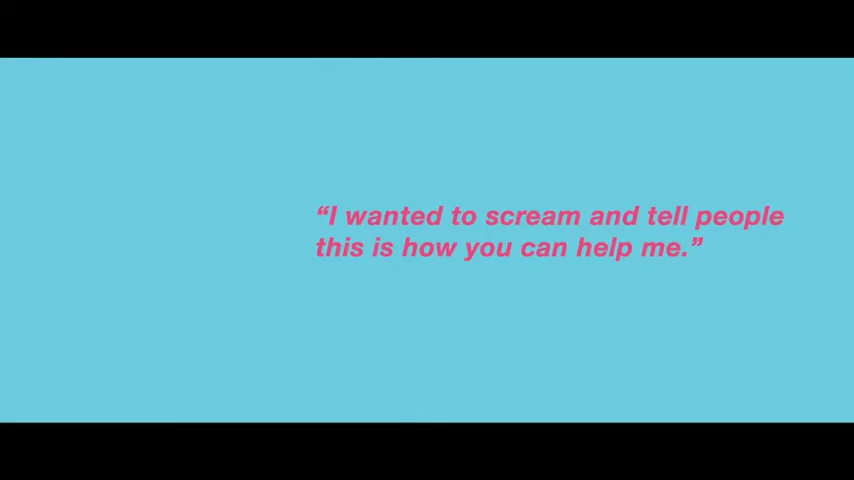 “I wanted to scream and tell people
this is how you can help me.”